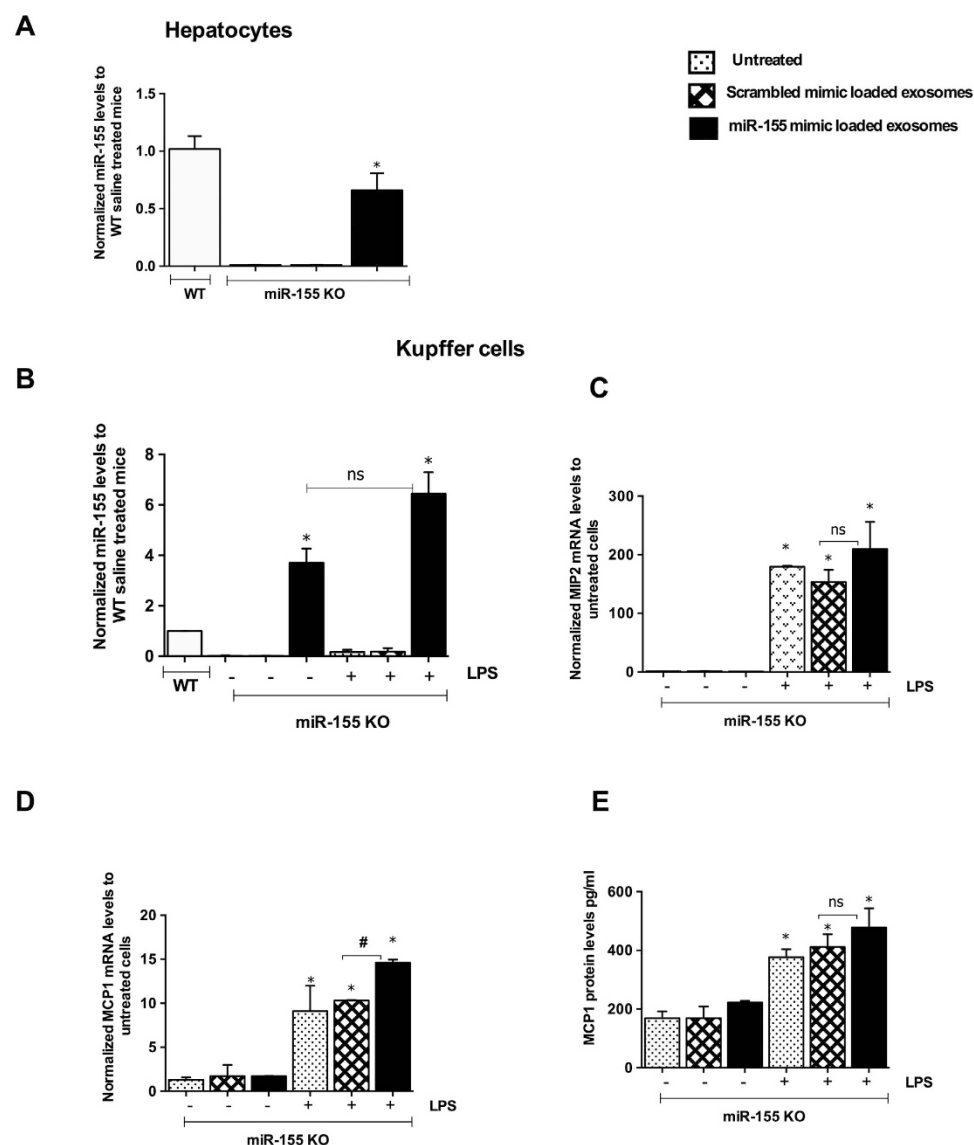 A
Hepatocytes
Untreated
Scrambled mimic loaded exosomes
miR-155 mimic loaded exosomes
Normalized miR-155 levels to
WT saline treated mice
1.5
1.0
0.5
0.0
*
WT
miR-155 KO
Kupffer cells
B
Normalized miR-155 levels to
WT saline treated mice
8
6
4
2
0
*
ns
*
WT
- - - + + + LPS
miR-155 KO
C
Normalized MIP2 mRNA levels to
untreated cells
300
200
100
0
* * ns *
- - - + + + LPS
miR-155 KO
D
Normalized MCP1 mRNA levels to
untreated cells
20
15
10
5
0
* * # *
- - - + + + LPS
miR-155 KO
E
MCP1 protein levels pg/ml
600
400
200
0
* * ns *
- - - + + + LPS
miR-155 KO